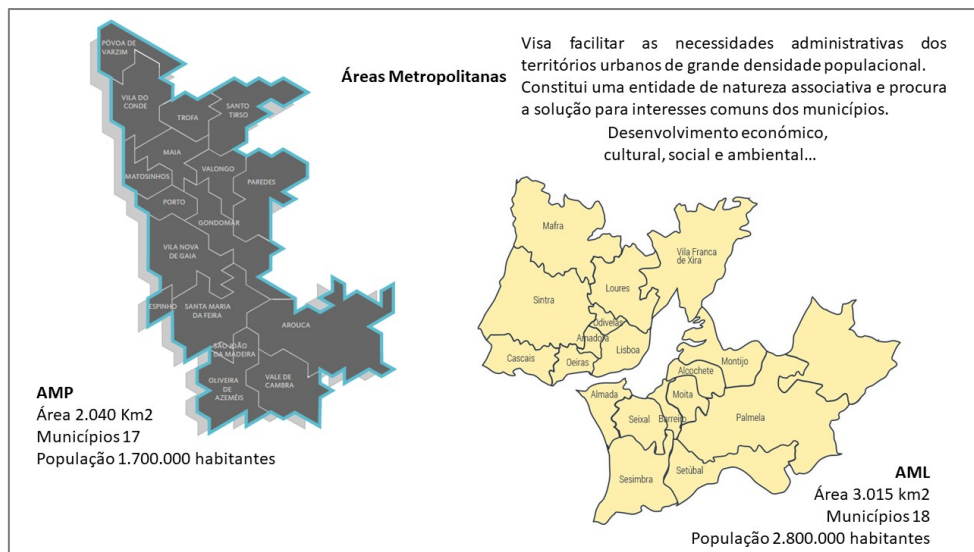 Áreas Metropolitanas
Visa facilitar as necessidades administrativas dos
territórios urbanos de grande densidade populacional.
Constitui uma entidade de natureza associativa e procura
a solução para interesses comuns dos municípios.
Desenvolvimento económico,
cultural, social e ambiental...
PÓVOA DE
VARZIM
VILA DO
CONDE
TROFA
SANTO
TIRSO
MAIA
MATOSINHOS
VALONGO
PAREDES
PORTO
GONDOMAR
VILA NOVA
DE GAIA
ESPINHO
SANTA MARIA
DA FEIRA
AROUCA
SÃO JOÃO
DA MADEIRA
OLIVEIRA
DE
AZEMÉIS
VALE DE
CAMBRA
AMP
Área 2.040 Km2
Municípios 17
População 1.700.000 habitantes
Mafra
Vila Franca
de Xira
Loures
Sintra
Odivelas
Amadora
Lisboa
Cascais
Oeiras
Montijo
Alcochete
Almada
Moita
Seixal
Barreiro
Palmela
Sesimbra
Setúbal
AML
Área 3.015 km2
Municípios 18
População 2.800.000 habitantes